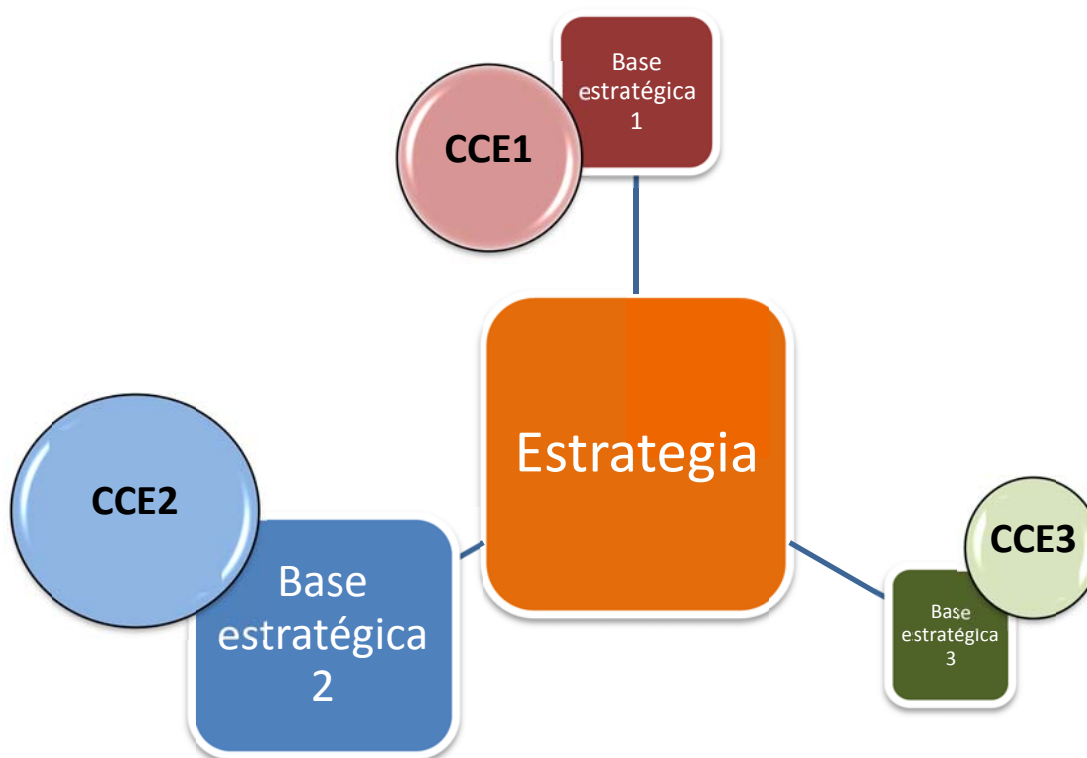 Base
estratégica
1
CCE1
Estrategia
CCE2
Base
estratégica
2
CCE3
Base
estratégica
3